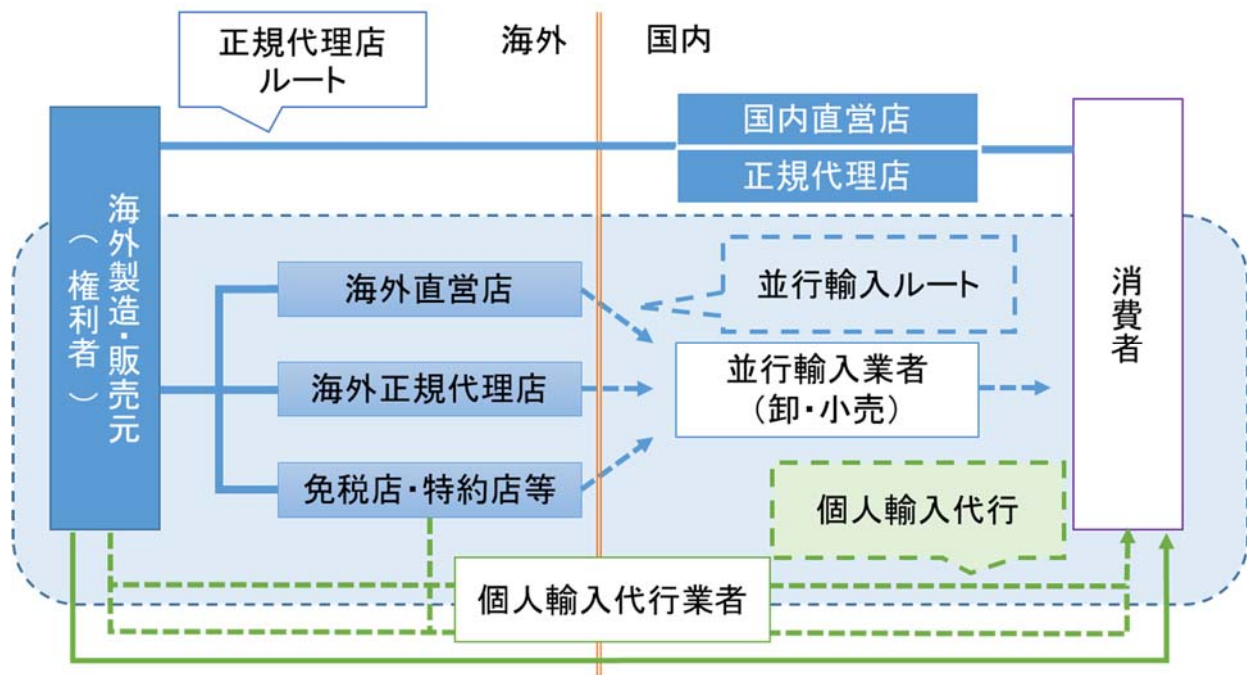 正規代理店
ルート
海外
国内
国内直営店
正規代理店
海外製造・販売元
（権利者）
海外直営店
並行輸入ルート
消費者
海外正規代理店
並行輸入業者
（卸・小売）
免税店・特約店等
個人輸入代行
個人輸入代行業者